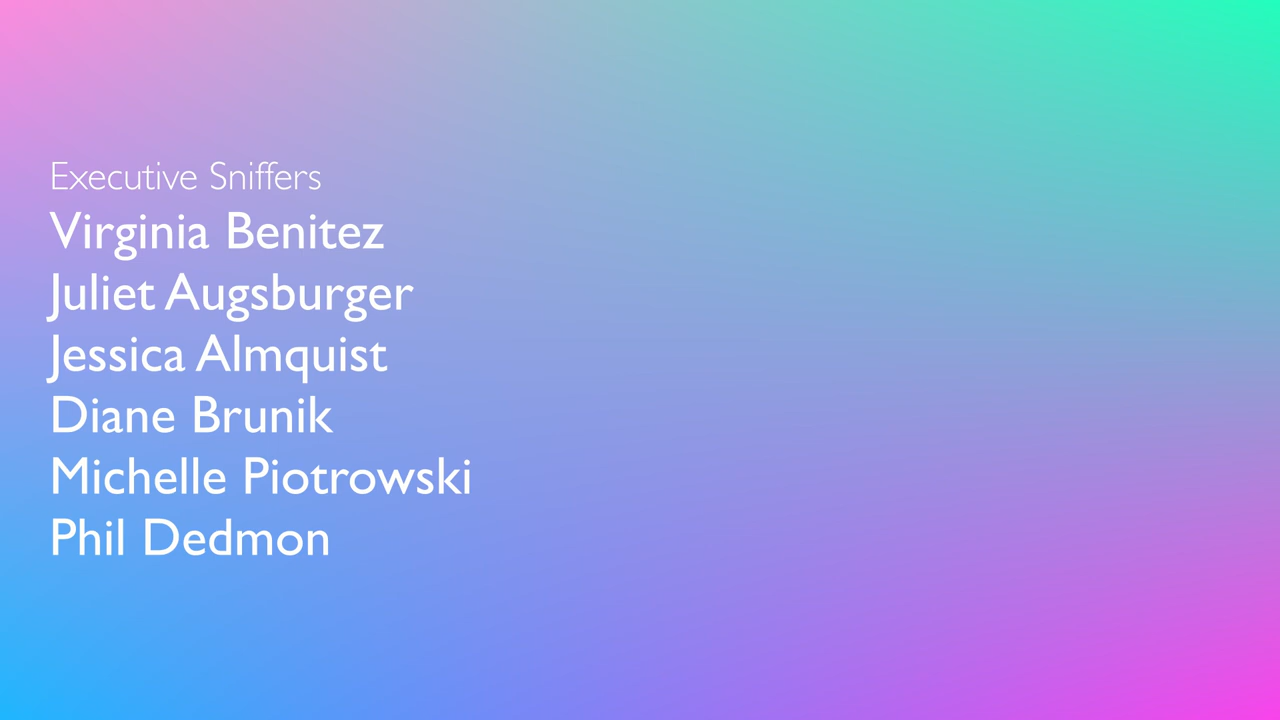 Executive Sniffers
Virginia Benitez
Juliet Augsburger
Jessica Almquist
Diane Brunik
Michelle Piotrowski
Phil Dedmon